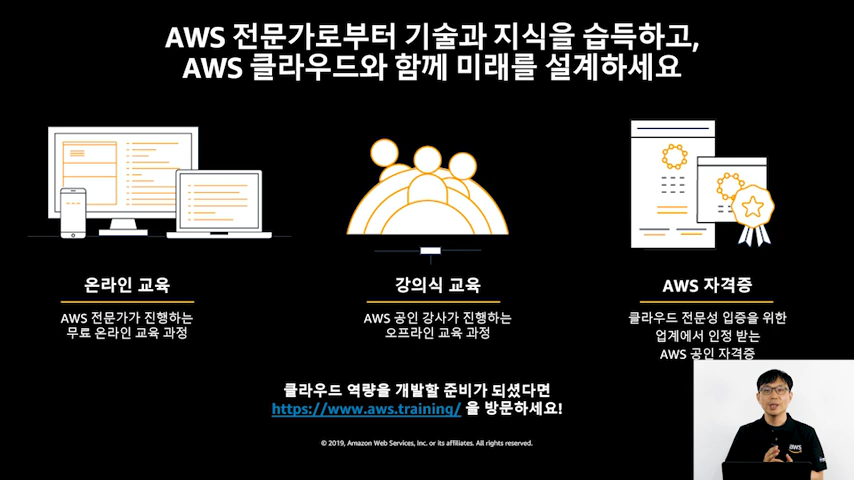 AWS 전문가로부터 기술과 지식을 습득하고,
AWS 클라우드와 함께 미래를 설계하세요
온라인 교육
AWS 전문가가 진행하는
무료 온라인 교육 과정
강의식 교육
AWS 공인 강사가 진행하는
오프라인 교육 과정
AWS 자격증
클라우드 전문성 입증을 위한
업계에서 인정 받는
AWS 공인 자격증
클라우드 역량을 개발할 준비가 되셨다면
https://www.aws.training/ 을 방문하세요!
© 2019, Amazon Web Services, Inc. or its affiliates. All rights reserved.
aws